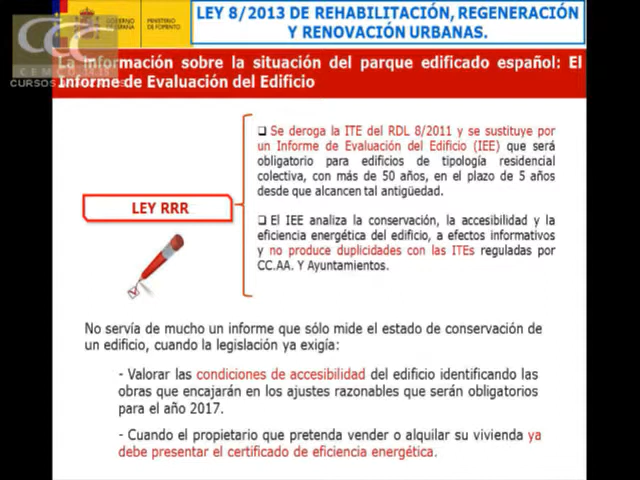 GOBIERNO DE ESPAÑA
MINISTERIO DE FOMENTO
LEY 8/2013 DE REHABILITACIÓN, REGENERACIÓN
Y RENOVACIÓN URBANAS.
CCC
CURSOS
La información sobre la situación del parque edificado español: El
Informe de Evaluación del Edificio
❑ Se deroga la ITE del RDL 8/2011 y se sustituye por
un Informe de Evaluación del Edificio (IEE) que será
obligatorio para edificios de tipología residencial
colectiva, con más de 50 años, en el plazo de 5 años
desde que alcancen tal antigüedad.
LEY RRR
❑ El IEE analiza la conservación, la accesibilidad y la
eficiencia energética del edificio, a efectos informativos
y no produce duplicidades con las ITEs reguladas por
CC.AA. Y Ayuntamientos.
No servía de mucho un informe que sólo mide el estado de conservación de
un edificio, cuando la legislación ya exigía:
- Valorar las condiciones de accesibilidad del edificio identificando las
obras que encajarán en los ajustes razonables que serán obligatorios
para el año 2017.
- Cuando el propietario que pretenda vender o alquilar su vivienda ya
debe presentar el certificado de eficiencia energética.